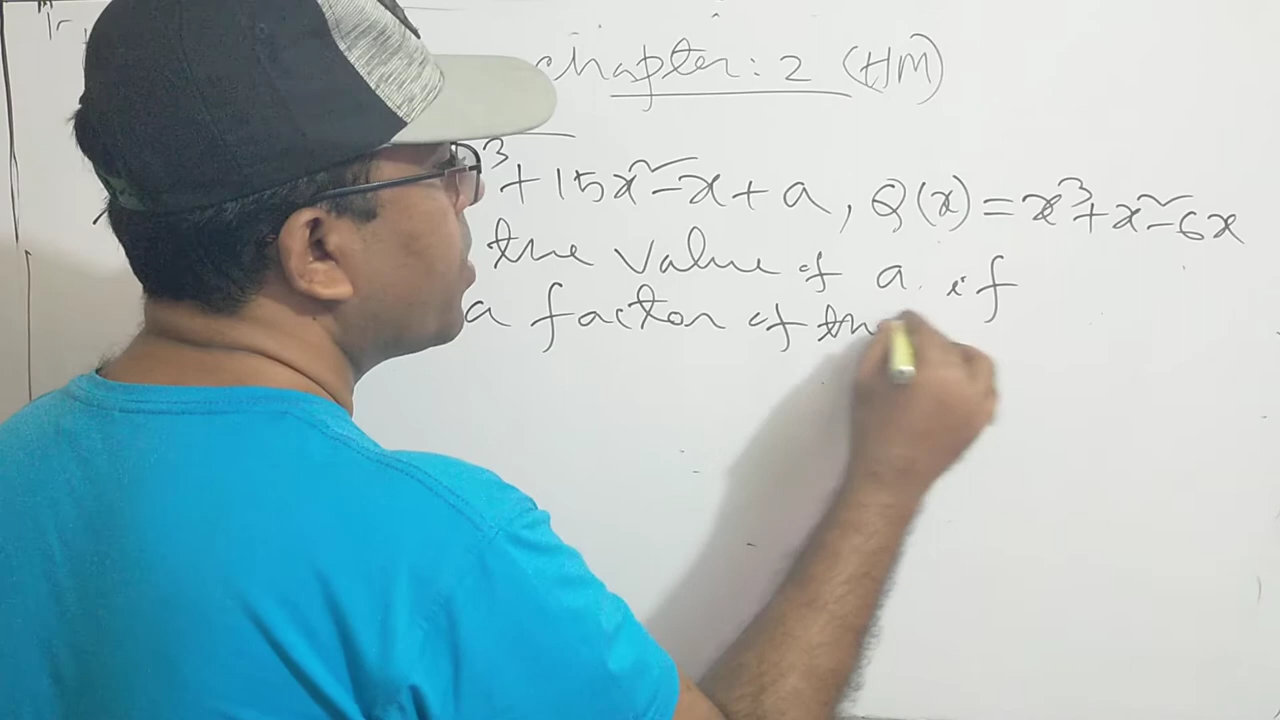 chapter: 2 (HM)
³+15x²-x+a, Q(x)=x³+x²-6x
the value of a. if
a factor of the